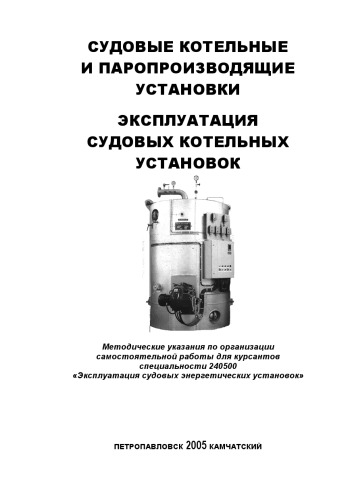 СУДОВЫЕ КОТЕЛЬНЫЕ
И ПАРОПРОИЗВОДЯЩИЕ
УСТАНОВКИ
ЭКСПЛУАТАЦИЯ
СУДОВЫХ КОТЕЛЬНЫХ
УСТАНОВОК
Методические указания по организации
самостоятельной работы для курсантов
специальности 240500
«Эксплуатация судовых энергетических установок»
ПЕТРОПАВЛОВСК 2005 КАМЧАТСКИЙ